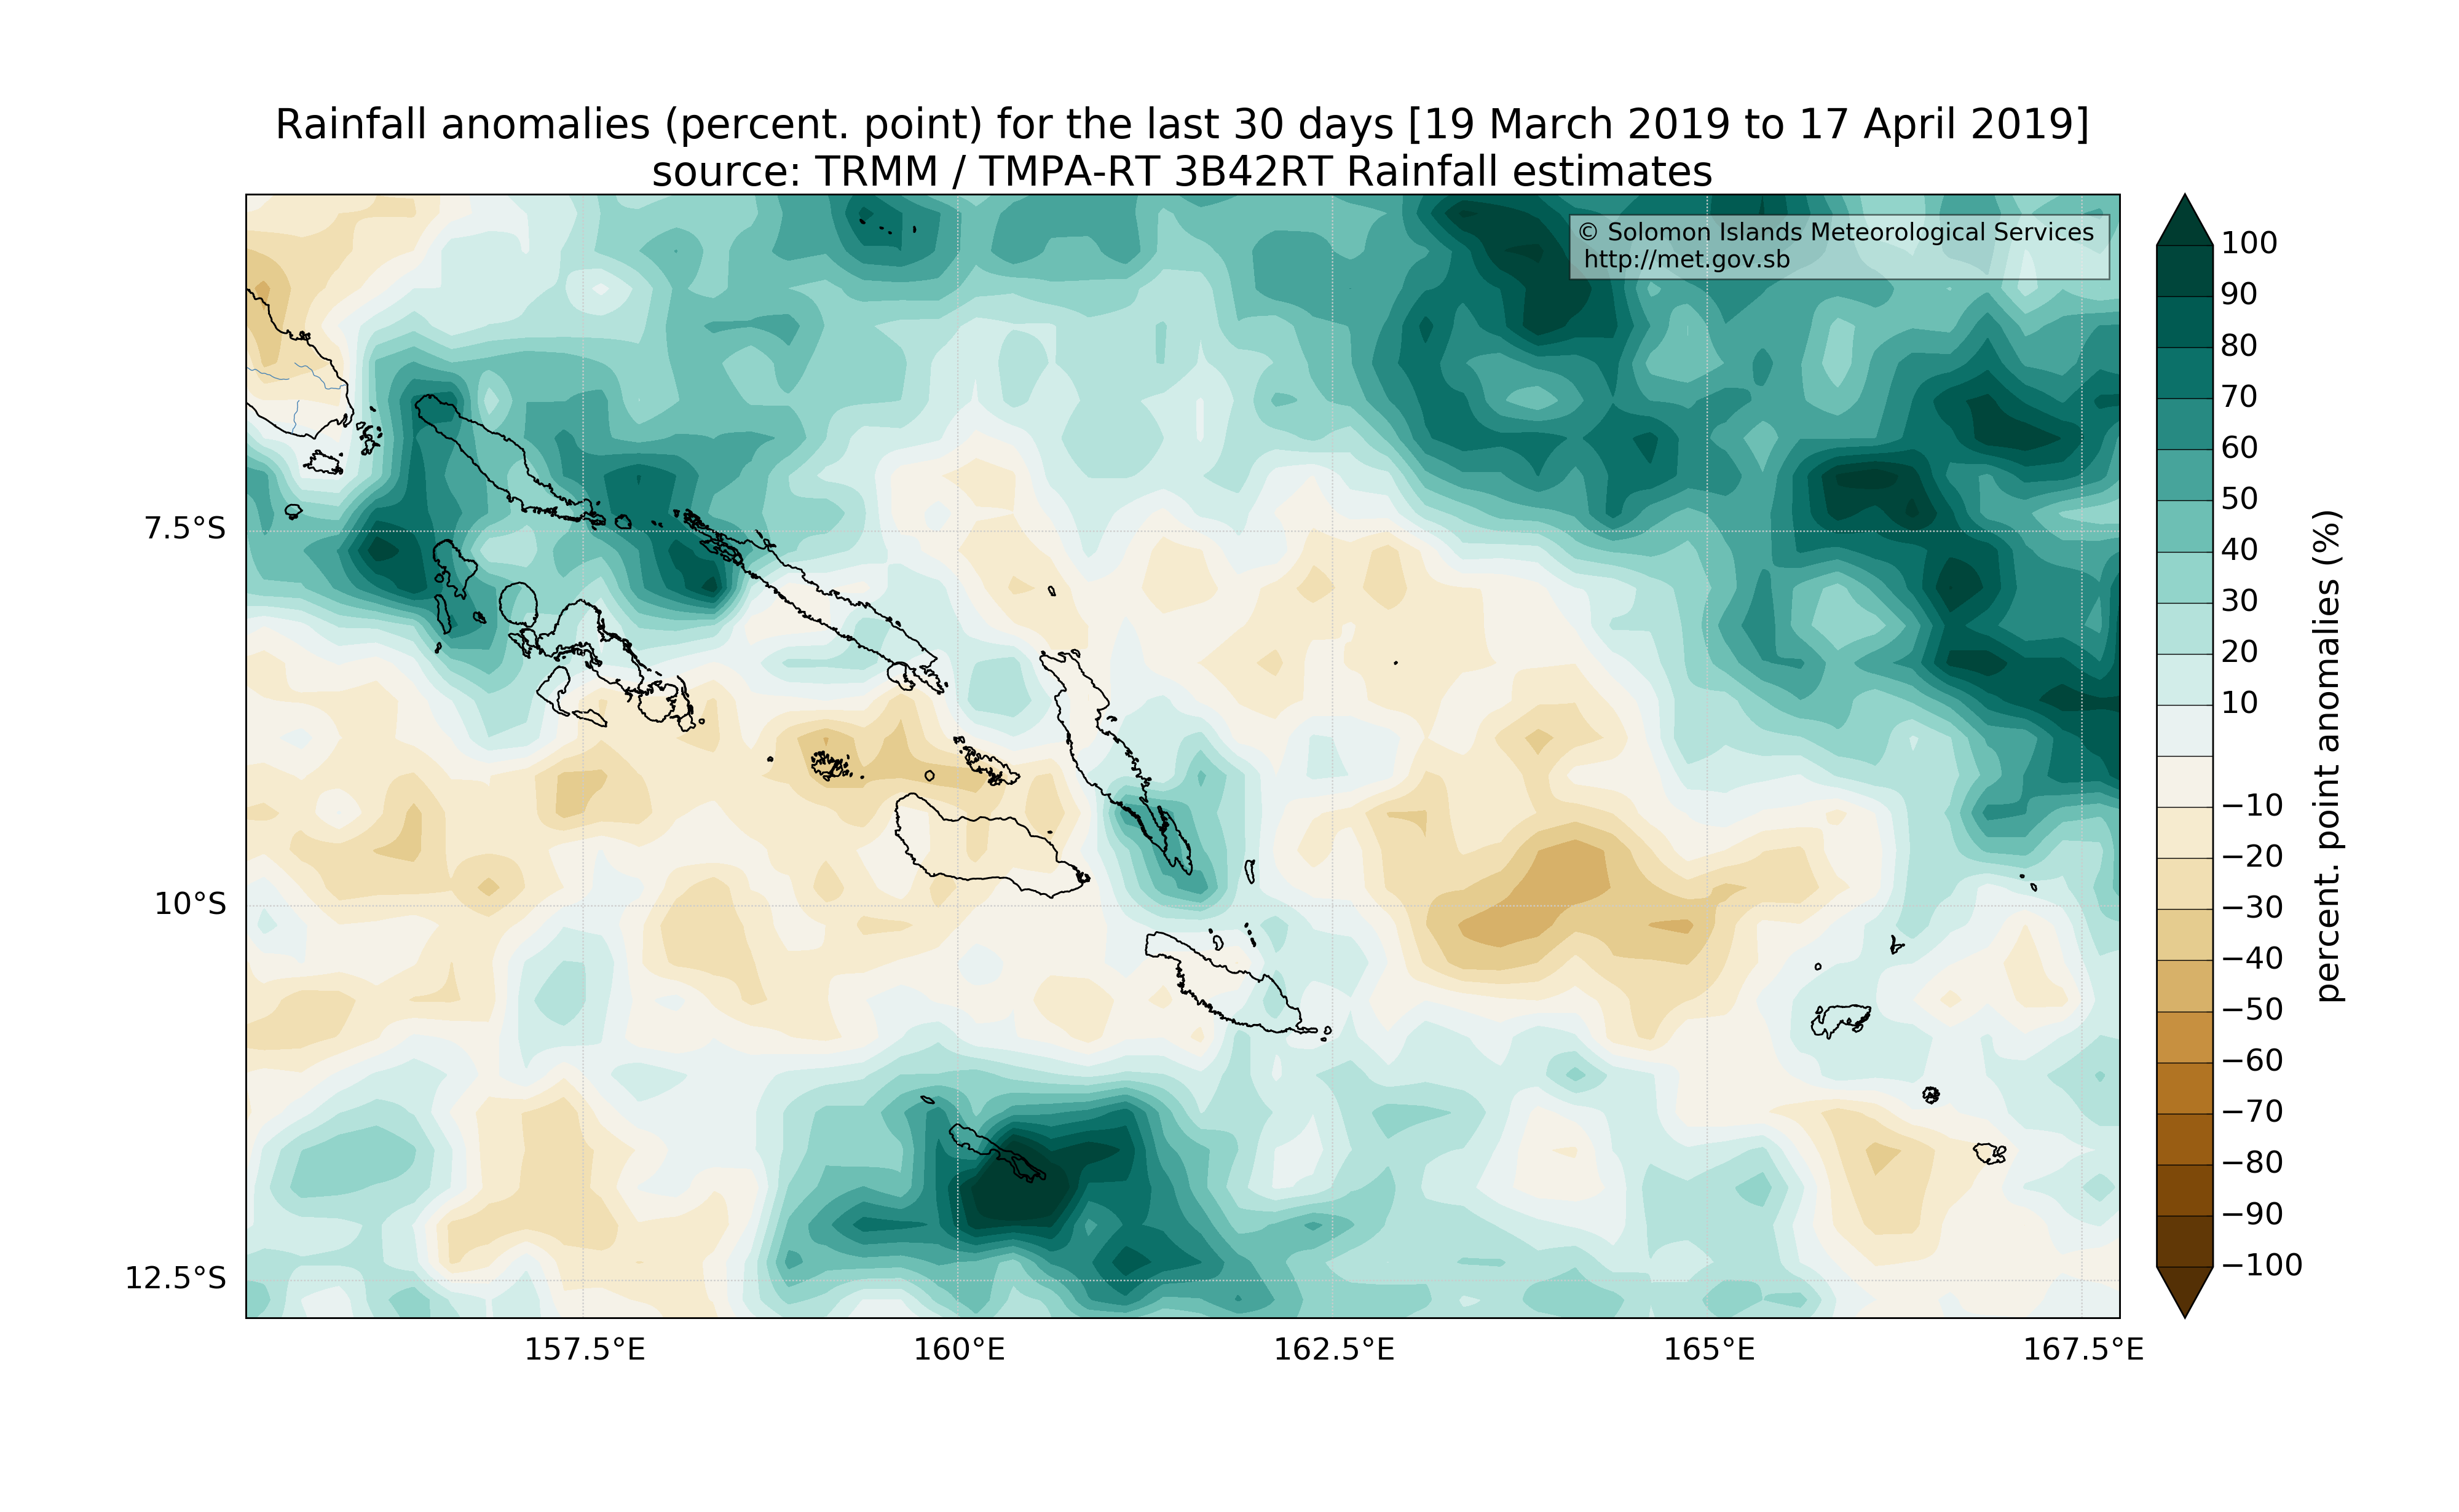 Rainfall anomalies (percent. point) for the last 30 days [19 March 2019 to 17 April 2019]
source: TRMM / TMPA-RT 3B42RT Rainfall estimates
© Solomon Islands Meteorological Services
http://met.gov.sb
7.5°S
10°S
12.5°S
157.5°E
160°E
162.5°E
165°E
167.5°E
100
90
80
70
60
50
40
30
20
10
−10
−20
−30
−40
−50
−60
−70
−80
−90
−100
percent. point anomalies (%)